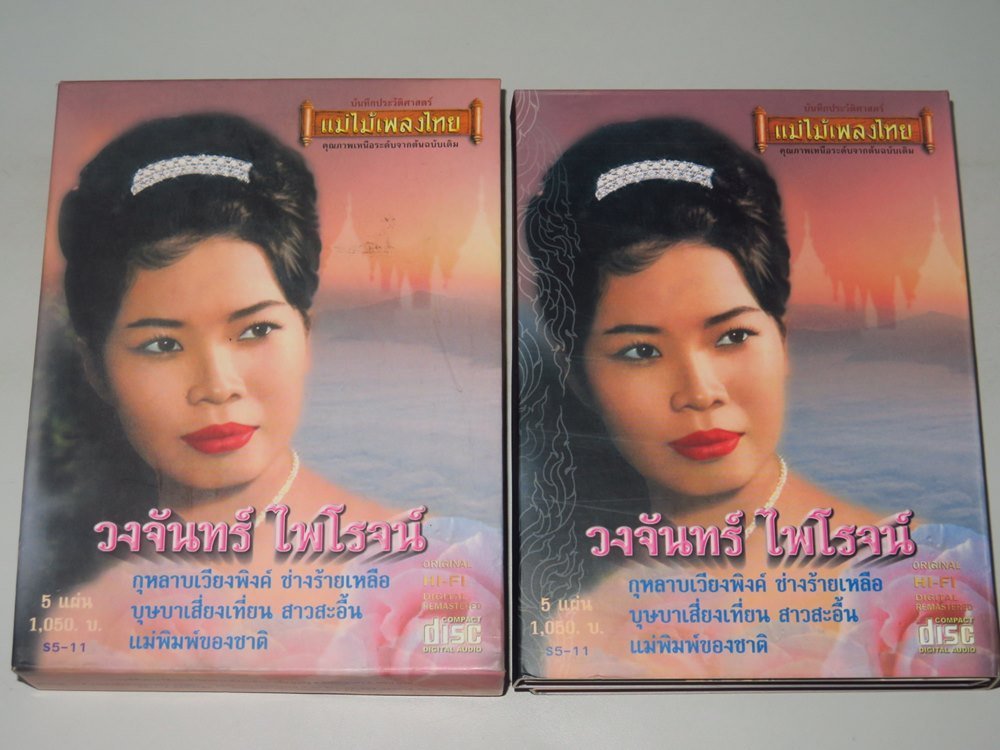 บันทึกประวัติศาสตร์
แม่ไม้เพลงไทย
คุณภาพเหนือระดับจากต้นฉบับเดิม
วงจันทร์ ไพโรจน์
กุหลาบเวียงพิงค์ ช่างร้ายเหลือ
บุษบาเสี่ยงเทียน สาวสะอื้น
แม่พิมพ์ของชาติ
5 แผ่น
1,050. บ.
S5-11
ORIGINAL
HI-FI
DIGITAL
REMASTERED
COMPACT
disc
DIGITAL AUDIO
บันทึกประวัติศาสตร์
แม่ไม้เพลงไทย
คุณภาพเหนือระดับจากต้นฉบับเดิม
วงจันทร์ ไพโรจน์
กุหลาบเวียงพิงค์ ช่างร้ายเหลือ
บุษบาเสี่ยงเทียน สาวสะอื้น
แม่พิมพ์ของชาติ
5 แผ่น
1,050. บ.
S5-11
ORIGINAL
HI-FI
DIGITAL
REMASTERED
COMPACT
disc
DIGITAL AUDIO